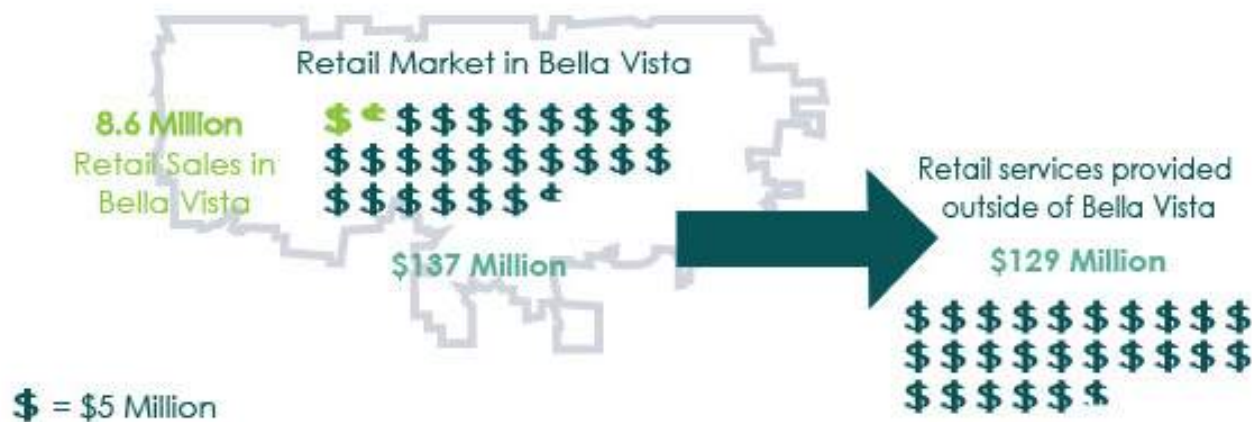 Retail Market in Bella Vista
8.6 Million
Retail Sales in
Bella Vista
$ $ $ $ $ $ $ $ $ $
$ $ $ $ $ $ $ $ $ $
$ $ $ $ $ $ $
$137 Million
Retail services provided
outside of Bella Vista
$129 Million
$ $ $ $ $ $ $ $ $ $
$ $ $ $ $ $ $ $ $ $
$ $ $ $ $ $
$ = $5 Million